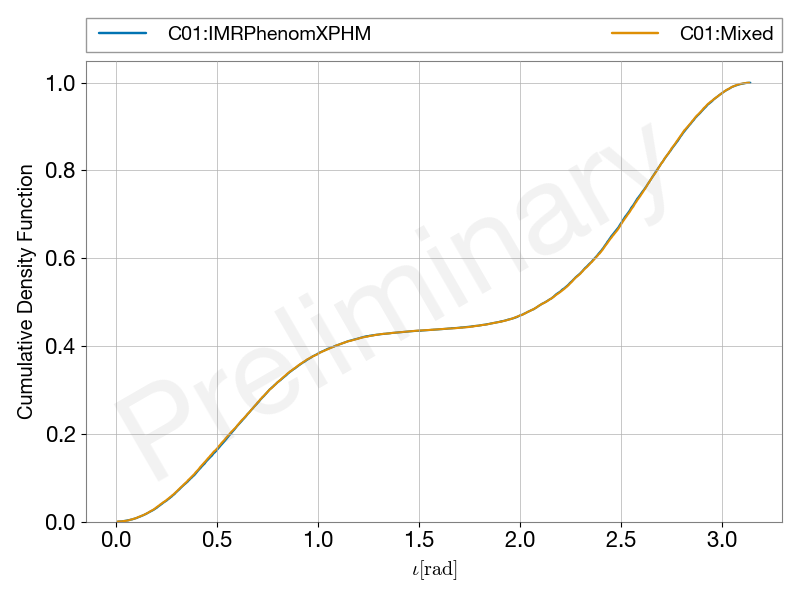 C01:IMRPhenomXPHM C01:Mixed
1.0
0.8
0.6
0.4
0.2
0.0
Cumulative Density Function
Preliminary
0.0 0.5 1.0 1.5 2.0 2.5 3.0
ι[rad]